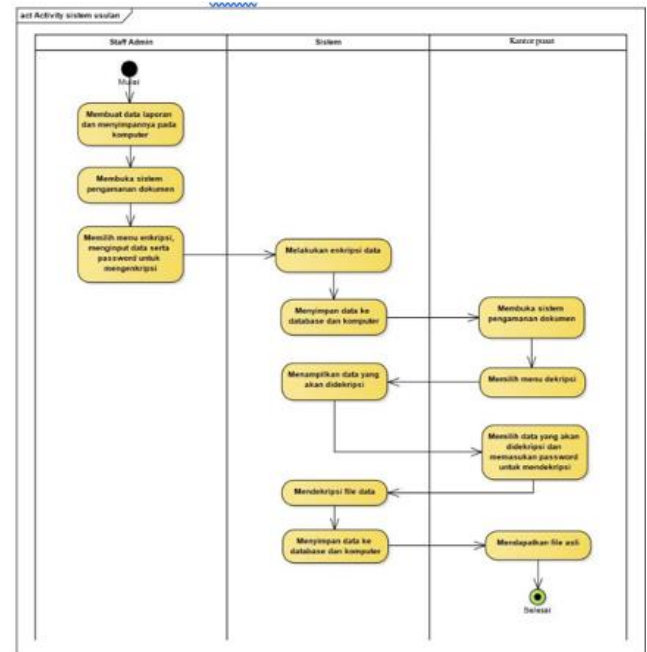 act Activity sistem usulan
Staff Admin
Sistem
Kantor pusat
Mulai
Membuat data laporan
dan menyimpannya pada
komputer
Membuka sistem
pengamanan dokumen
Memilih menu enkripsi,
menginput data serta
password untuk
mengenkripsi
Melakukan eskripsi data
Menyimpan data ke
database dan komputer
Membuka sistem
pengamanan dokumen
Memilih menu dekripsi
Menampilkan data yang
akan didekripsi
Memilih data yang akan
didekripsi dan
memasukan password
untuk mendekripsi
Mendekripsi file data
Menyimpan data ke
database dan komputer
Mendapatkan file asli
Selesai